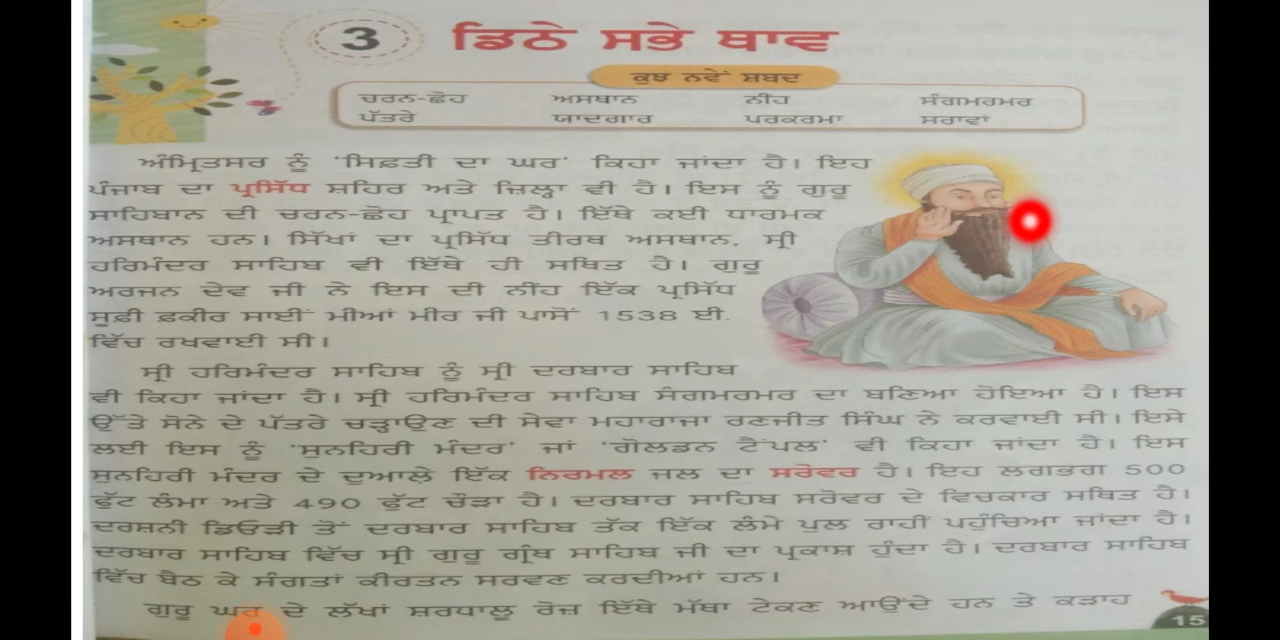 3 ਡਿਠੇ ਸਭੇ ਥਾਵ
ਕੁਝ ਨਵੇਂ ਸ਼ਬਦ
ਚਰਨ-ਛੋਹ ਅਸਥਾਨ ਨੀਂਹ ਸੰਗਮਰਮਰ
ਪੱਤਰੇ ਯਾਦਗਾਰ ਪਰਕਰਮਾ ਸਰਾਵਾਂ
ਅੰਮ੍ਰਿਤਸਰ ਨੂੰ 'ਸਿਫ਼ਤੀ ਦਾ ਘਰ' ਕਿਹਾ ਜਾਂਦਾ ਹੈ। ਇਹ
ਪੰਜਾਬ ਦਾ ਪ੍ਰਸਿੱਧ ਸ਼ਹਿਰ ਅਤੇ ਜ਼ਿਲ੍ਹਾ ਵੀ ਹੈ। ਇਸ ਨੂੰ ਗੁਰੂ
ਸਾਹਿਬਾਨ ਦੀ ਚਰਨ-ਛੋਹ ਪ੍ਰਾਪਤ ਹੈ। ਇੱਥੇ ਕਈ ਧਾਰਮਕ
ਅਸਥਾਨ ਹਨ। ਸਿੱਖਾਂ ਦਾ ਪ੍ਰਸਿੱਧ ਤੀਰਥ ਅਸਥਾਨ, ਸ੍ਰੀ
ਹਰਿਮੰਦਰ ਸਾਹਿਬ ਵੀ ਇੱਥੇ ਹੀ ਸਥਿਤ ਹੈ। ਗੁਰੂ
ਅਰਜਨ ਦੇਵ ਜੀ ਨੇ ਇਸ ਦੀ ਨੀਂਹ ਇੱਕ ਪ੍ਰਸਿੱਧ
ਸੂਫ਼ੀ ਫ਼ਕੀਰ ਸਾਈਂ ਮੀਆਂ ਮੀਰ ਜੀ ਪਾਸੋਂ 1538 ਈ.
ਵਿੱਚ ਰਖਵਾਈ ਸੀ।
ਸ੍ਰੀ ਹਰਿਮੰਦਰ ਸਾਹਿਬ ਨੂੰ ਸ੍ਰੀ ਦਰਬਾਰ ਸਾਹਿਬ
ਵੀ ਕਿਹਾ ਜਾਂਦਾ ਹੈ। ਸ੍ਰੀ ਹਰਿਮੰਦਰ ਸਾਹਿਬ ਸੰਗਮਰਮਰ ਦਾ ਬਣਿਆ ਹੋਇਆ ਹੈ। ਇਸ
ਉੱਤੇ ਸੋਨੇ ਦੇ ਪੱਤਰੇ ਚੜ੍ਹਾਉਣ ਦੀ ਸੇਵਾ ਮਹਾਰਾਜਾ ਰਣਜੀਤ ਸਿੰਘ ਨੇ ਕਰਵਾਈ ਸੀ। ਇਸੇ
ਲਈ ਇਸ ਨੂੰ 'ਸੁਨਹਿਰੀ ਮੰਦਰ' ਜਾਂ 'ਗੋਲਡਨ ਟੈਂਪਲ' ਵੀ ਕਿਹਾ ਜਾਂਦਾ ਹੈ। ਇਸ
ਸੁਨਹਿਰੀ ਮੰਦਰ ਦੇ ਦੁਆਲੇ ਇੱਕ ਨਿਰਮਲ ਜਲ ਦਾ ਸਰੋਵਰ ਹੈ। ਇਹ ਲਗਭਗ 500
ਫੁੱਟ ਲੰਮਾ ਅਤੇ 490 ਫੁੱਟ ਚੌੜਾ ਹੈ। ਦਰਬਾਰ ਸਾਹਿਬ ਸਰੋਵਰ ਦੇ ਵਿਚਕਾਰ ਸਥਿਤ ਹੈ।
ਦਰਸ਼ਨੀ ਡਿਓੜੀ ਤੋਂ ਦਰਬਾਰ ਸਾਹਿਬ ਤੱਕ ਇੱਕ ਲੰਮੇ ਪੁਲ ਰਾਹੀਂ ਪਹੁੰਚਿਆ ਜਾਂਦਾ ਹੈ।
ਦਰਬਾਰ ਸਾਹਿਬ ਵਿੱਚ ਸ੍ਰੀ ਗੁਰੂ ਗ੍ਰੰਥ ਸਾਹਿਬ ਜੀ ਦਾ ਪ੍ਰਕਾਸ਼ ਹੁੰਦਾ ਹੈ। ਦਰਬਾਰ ਸਾਹਿਬ
ਵਿੱਚ ਬੈਠ ਕੇ ਸੰਗਤਾਂ ਕੀਰਤਨ ਸਰਵਣ ਕਰਦੀਆਂ ਹਨ।
ਗੁਰੂ ਘਰ ਦੇ ਲੱਖਾਂ ਸ਼ਰਧਾਲੂ ਰੋਜ਼ ਇੱਥੇ ਮੱਥਾ ਟੇਕਣ ਆਉਂਦੇ ਹਨ ਤੇ ਕੜਾਹ
15